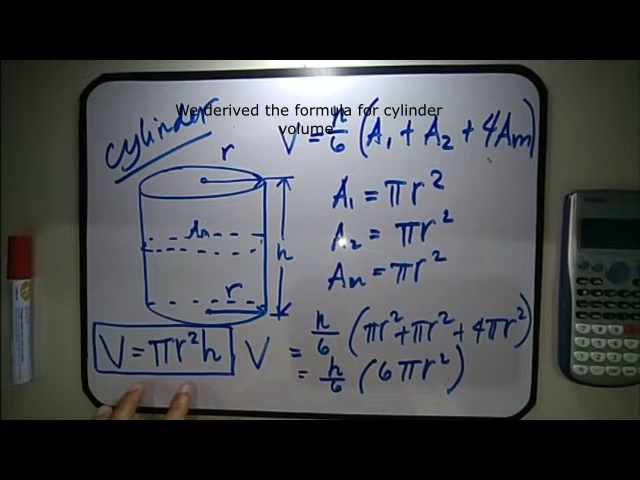 We derived the formula for cylinder
volume
cylinder
V = h/6 (A₁ + A₂ + 4Am)
r
A₁ = πr²
Am
A₂ = πr²
h
Am = πr²
r
V = πr²h
V = h/6 (πr² + πr² + 4πr²)
= h/6 (6πr²)